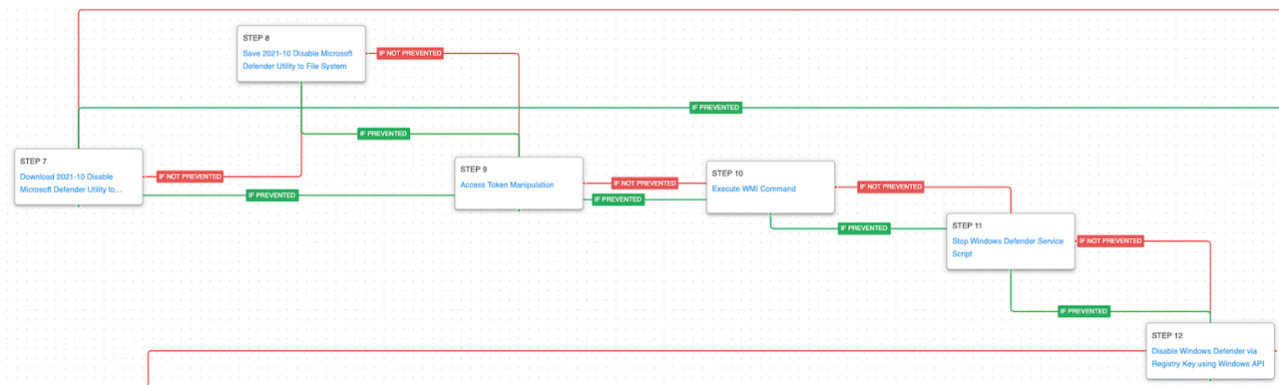 IF PREVENTED
STEP 8
Save 2021-10 Disable Microsoft
Defender Utility to File System
IF NOT PREVENTED
IF PREVENTED
STEP 7
Download 2021-10 Disable
Microsoft Defender Utility to...
IF NOT PREVENTED
IF PREVENTED
STEP 9
Access Token Manipulation
IF NOT PREVENTED
IF PREVENTED
STEP 10
Execute WMI Command
IF NOT PREVENTED
IF PREVENTED
STEP 11
Stop Windows Defender Service
Script
IF NOT PREVENTED
IF PREVENTED
STEP 12
Disable Windows Defender via
Registry Key using Windows API